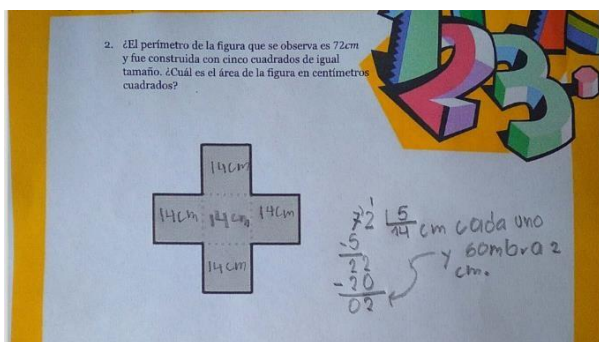 2. ¿El perímetro de la figura que se observa es 72cm
y fue construida con cinco cuadrados de igual
tamaño. ¿Cuál es el área de la figura en centímetros
cuadrados?
123
14cm
14cm 14cm 14cm
14cm
72 5
-5 14 cm cada uno
22 y sombra 2
-20 cm.
02